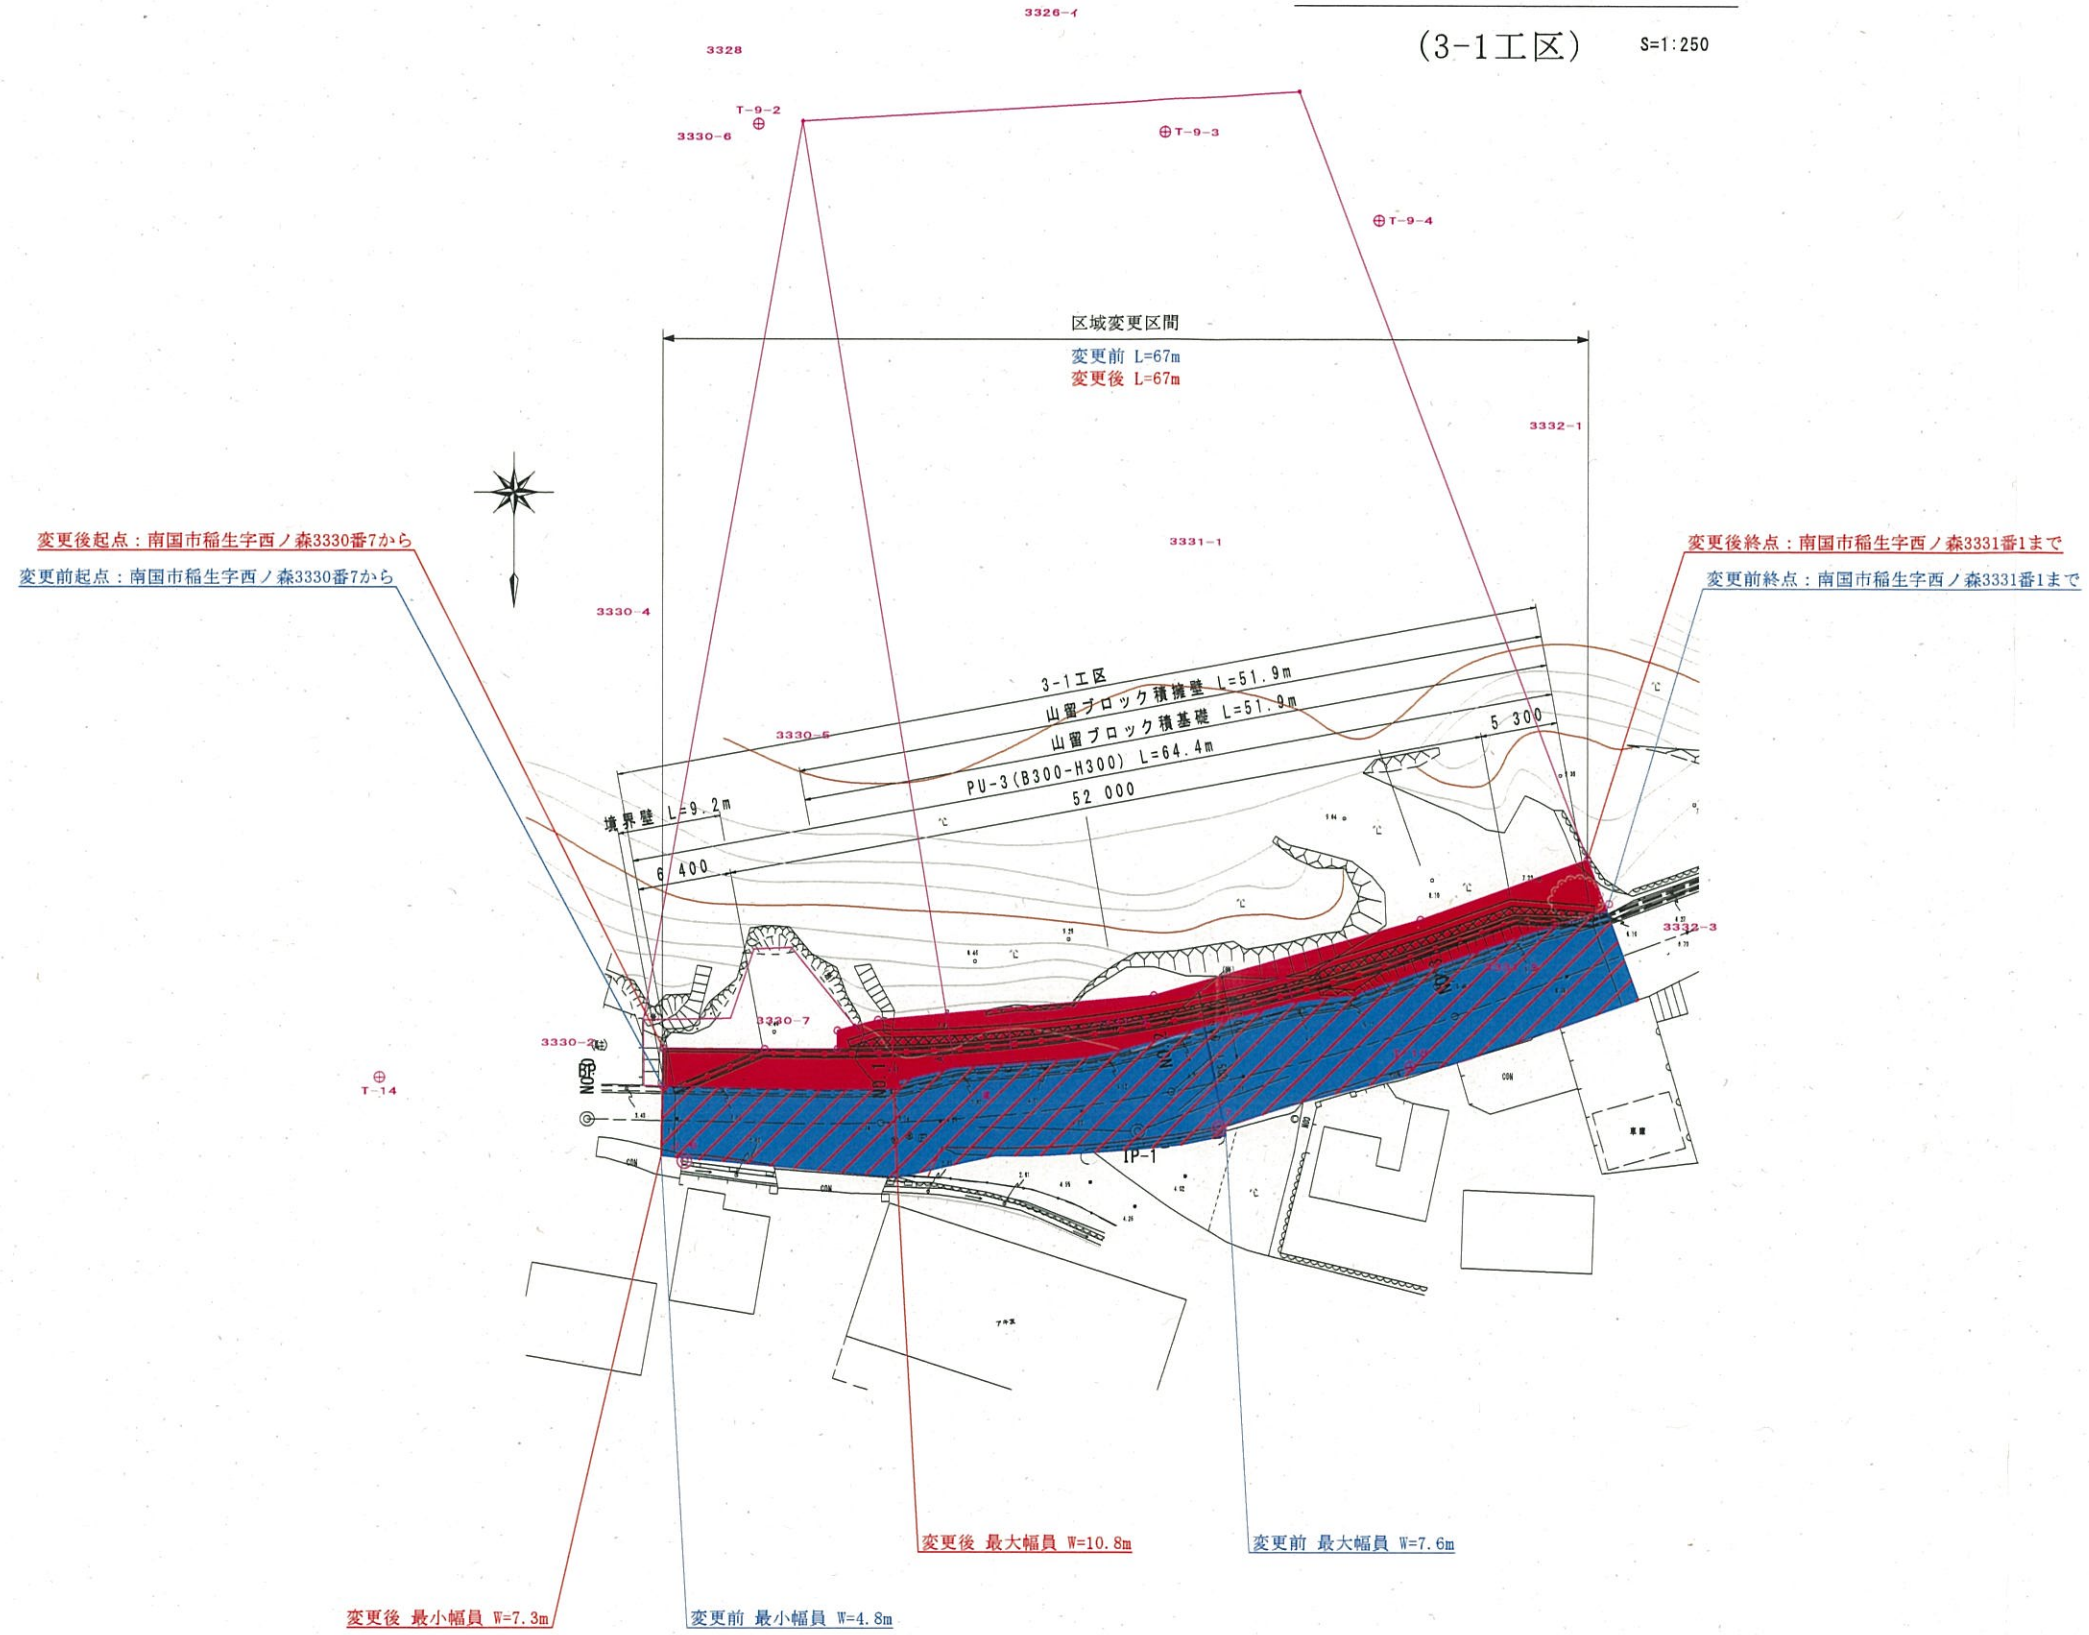 3326-イ
3328
(3-1工区) S=1:250
T-9-2
3330-6
T-9-3
T-9-4
区域変更区間
変更前 L=67m
変更後 L=67m
3332-1
変更後起点：南国市稲生字西ノ森3330番7から
変更前起点：南国市稲生字西ノ森3330番7から
3331-1
変更後終点：南国市稲生字西ノ森3331番1まで
変更前終点：南国市稲生字西ノ森3331番1まで
3330-4
3-1工区
山留ブロック積擁壁 L=51.9m
山留ブロック積基礎 L=51.9m
3330-5
PU-3(B300-H300) L=64.4m
5 300
52 000
境界壁 L=9.2m
6 400
3332-3
3330-7
3330-2
T-14
BP
NO.1
IP-1
CON
CON
CON
車庫
変更後 最大幅員 W=10.8m
変更前 最大幅員 W=7.6m
変更後 最小幅員 W=7.3m
変更前 最小幅員 W=4.8m